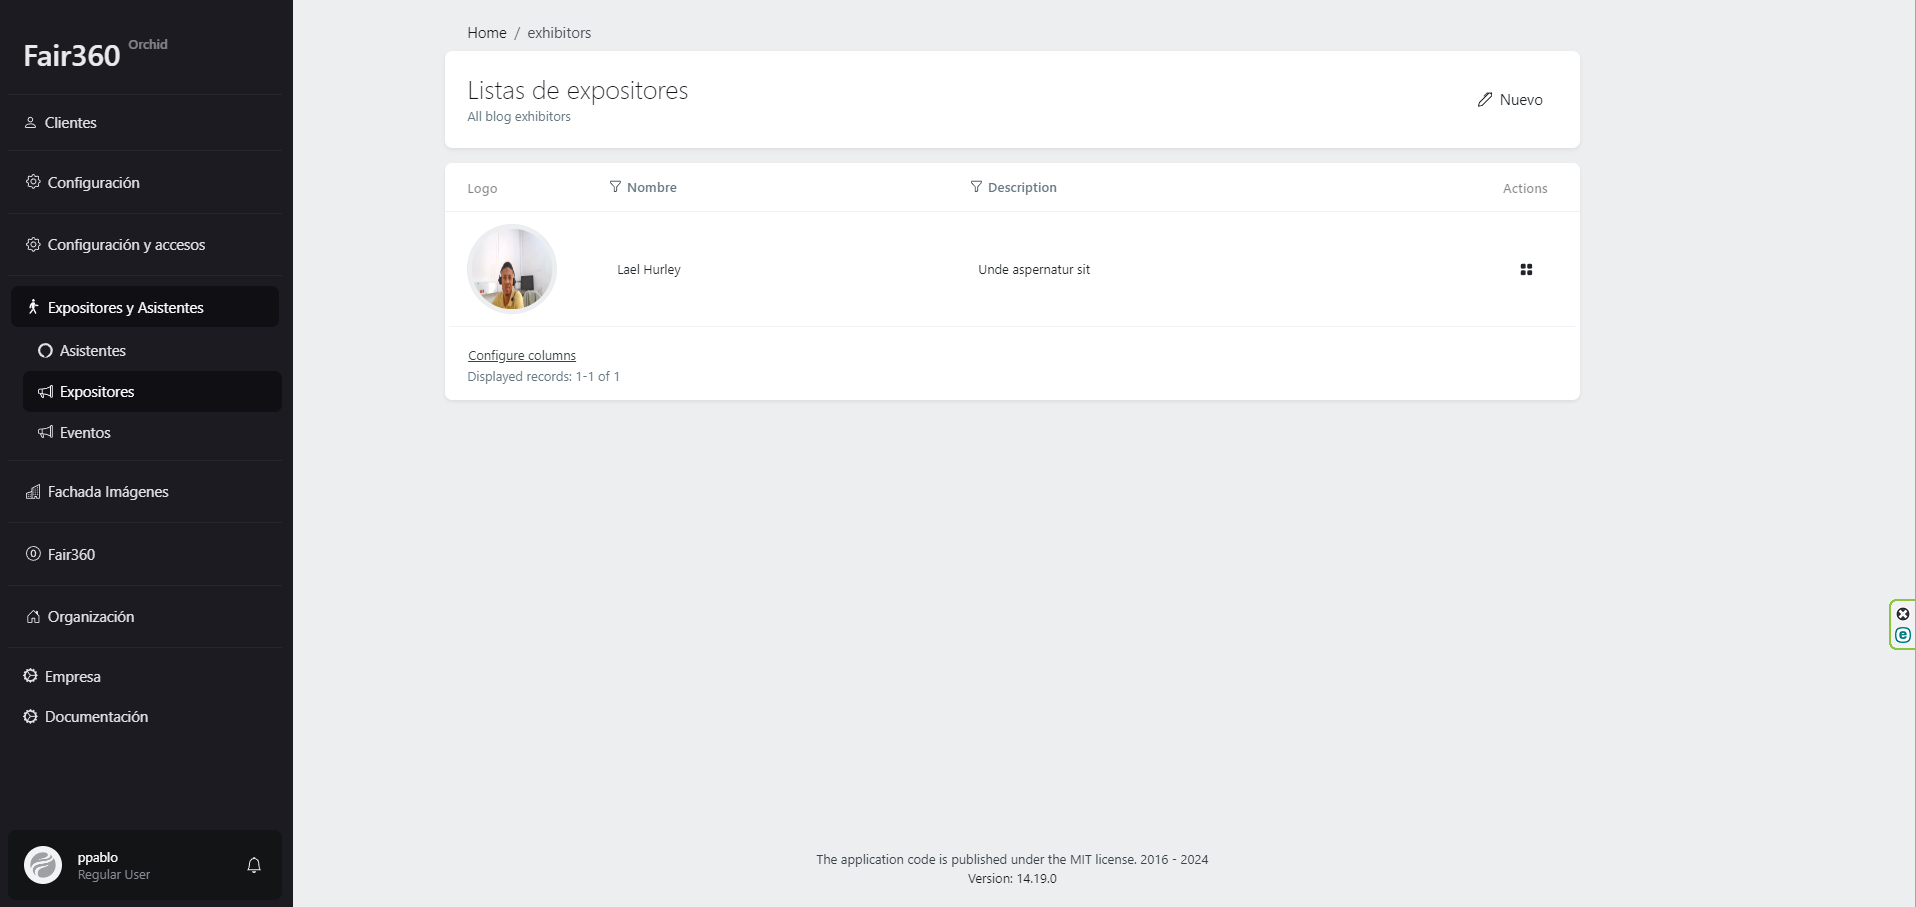 Fair360 Orchid
Clientes
Configuración
Configuración y accesos
Expositores y Asistentes
Asistentes
Expositores
Eventos
Fachada Imágenes
Fair360
Organización
Empresa
Documentación
ppablo
Regular User
Home / exhibitors
Listas de expositores
All blog exhibitors
Nuevo
Logo Nombre Description Actions
Lael Hurley Unde aspernatur sit
Configure columns
Displayed records: 1-1 of 1
The application code is published under the MIT license. 2016 - 2024
Version: 14.19.0